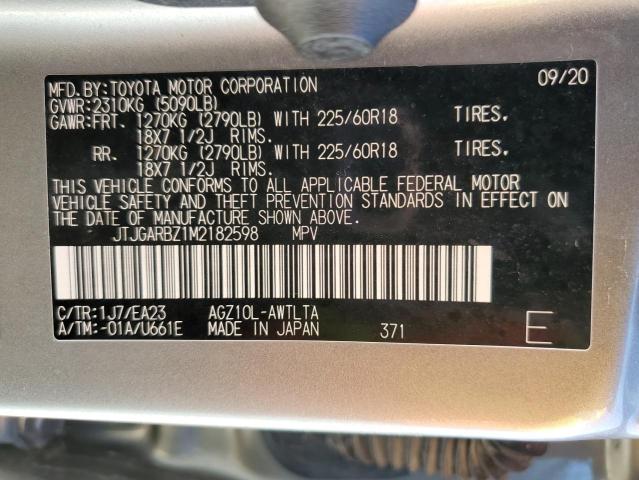 MFD.BY:TOYOTA MOTOR CORPORATION 09/20
GVWR:2310KG (5090LB)
GAWR:FRT. 1270KG (2790LB) WITH 225/60R18 TIRES.
18X7 1/2J RIMS.
RR. 1270KG (2790LB) WITH 225/60R18 TIRES.
18X7 1/2J RIMS.
THIS VEHICLE CONFORMS TO ALL APPLICABLE FEDERAL MOTOR
VEHICLE SAFETY AND THEFT PREVENTION STANDARDS IN EFFECT ON
THE DATE OF MANUFACTURE SHOWN ABOVE.
JTJGARBZ1M2182598 MPV
C/TR:1J7/EA23 AGZ10L-AWTLTA
A/TM:-01A/U661E MADE IN JAPAN 371 E